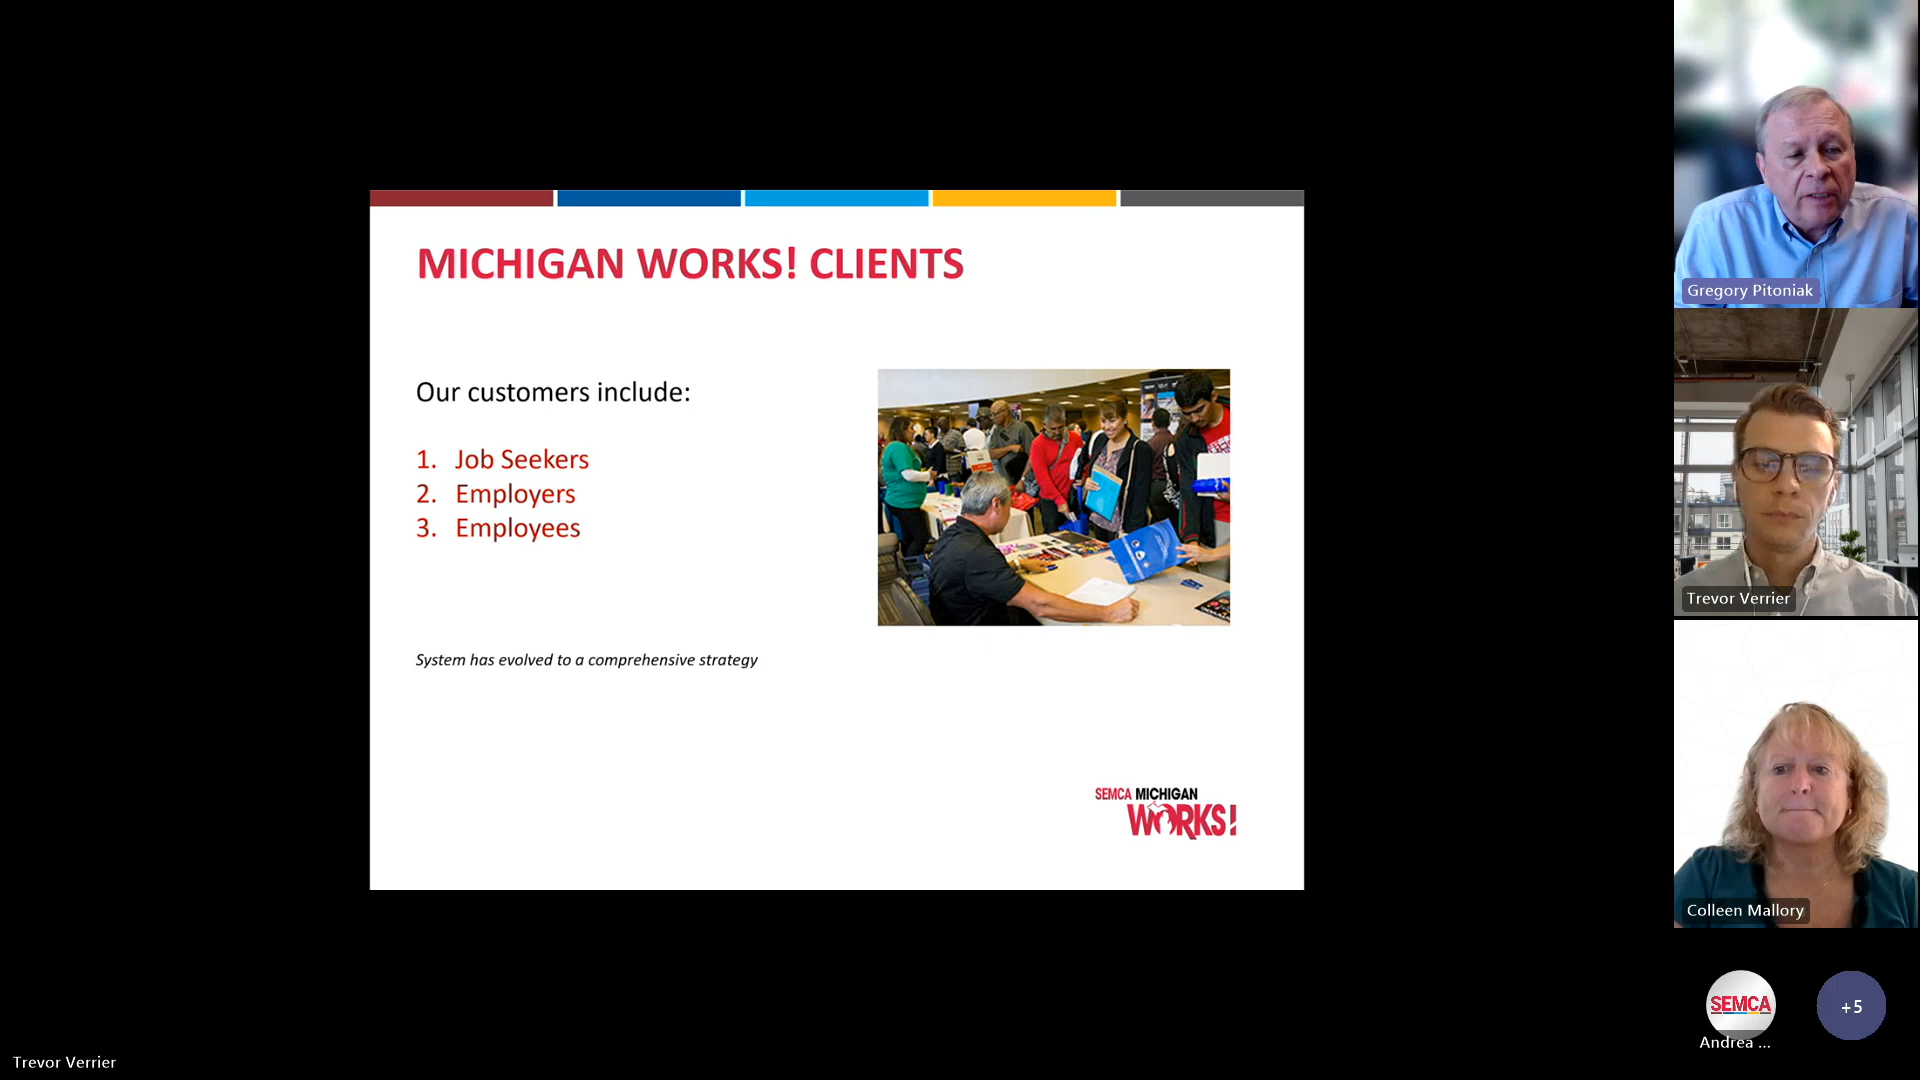 MICHIGAN WORKS! CLIENTS
Our customers include:
1. Job Seekers
2. Employers
3. Employees
System has evolved to a comprehensive strategy
SEMCA MICHIGAN
WORKS!
Gregory Pitoniak
Trevor Verrier
Colleen Mallory
SEMCA
+5
Andrea ...
Trevor Verrier